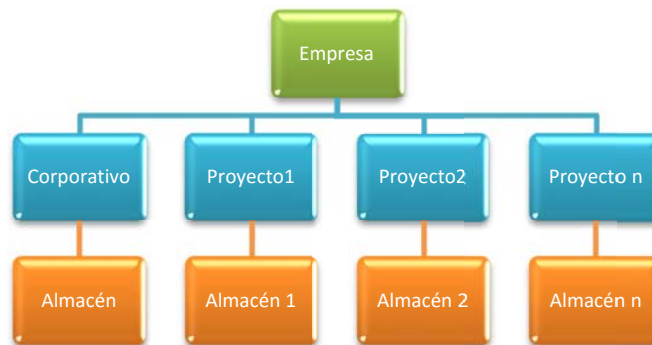 Empresa
Corporativo
Proyecto1
Proyecto2
Proyecto n
Almacén
Almacén 1
Almacén 2
Almacén n